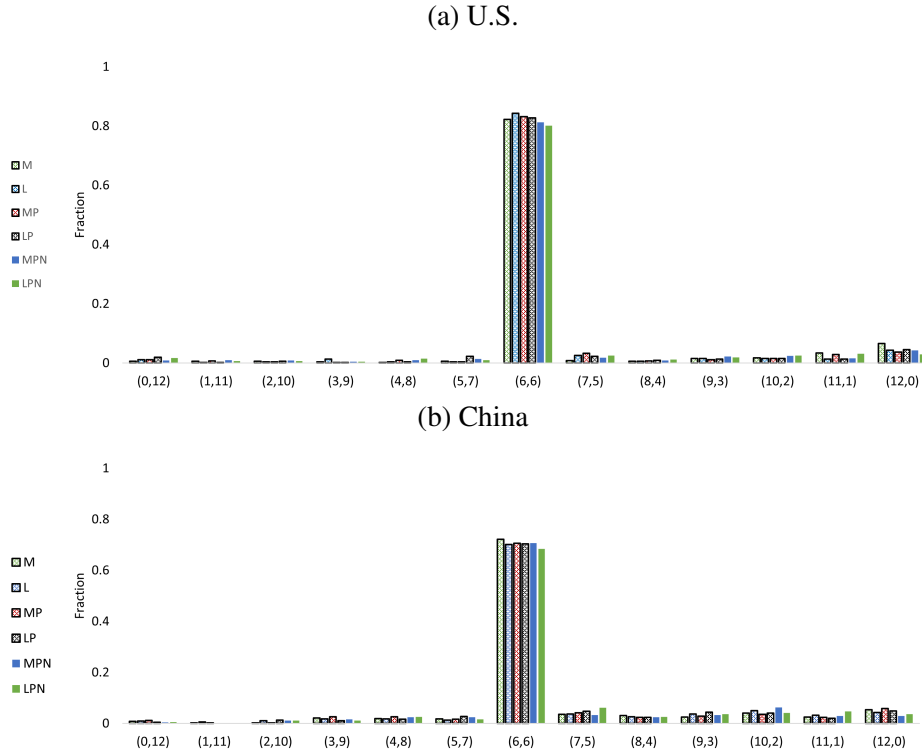 (a) U.S.
1
0.8
0.6
0.4
0.2
0
Fraction
M
L
MP
LP
MPN
LPN
(0,12) (1,11) (2,10) (3,9) (4,8) (5,7) (6,6) (7,5) (8,4) (9,3) (10,2) (11,1) (12,0)
(b) China
1
0.8
0.6
0.4
0.2
0
Fraction
M
L
MP
LP
MPN
LPN
(0,12) (1,11) (2,10) (3,9) (4,8) (5,7) (6,6) (7,5) (8,4) (9,3) (10,2) (11,1) (12,0)